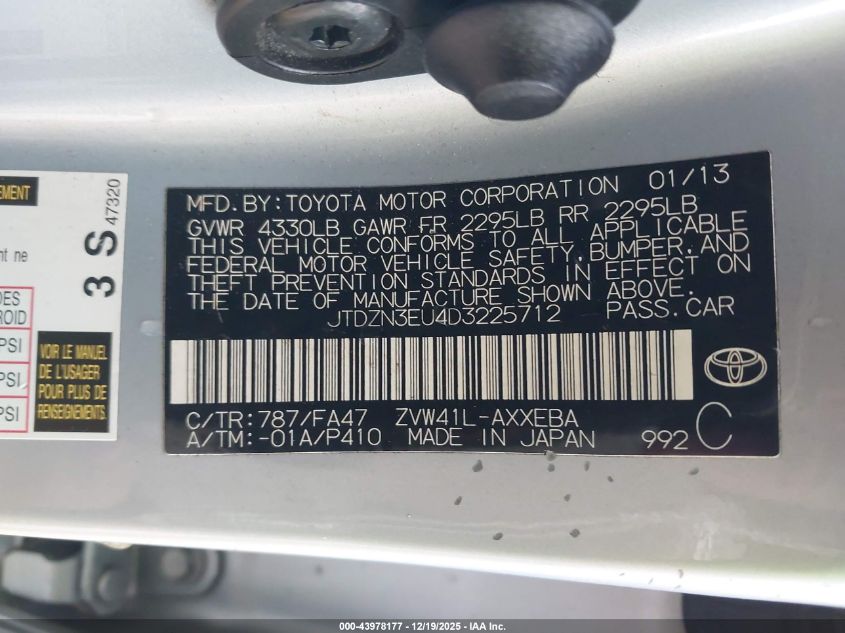 MFD.BY:TOYOTA MOTOR CORPORATION 01/13
GVWR 4330LB GAWR FR 2295LB RR 2295LB
THIS VEHICLE CONFORMS TO ALL APPLICABLE
FEDERAL MOTOR VEHICLE SAFETY,BUMPER,AND
THEFT PREVENTION STANDARDS IN EFFECT ON
THE DATE OF MANUFACTURE SHOWN ABOVE.
JTDZN3EU4D3225712 PASS.CAR
C/TR:787/FA47 ZVW41L-AXXEBA
A/TM:-01A/P410 MADE IN JAPAN 992 C
3 S 47320
PSI
VOIR LE MANUEL
DE L'USAGER
POUR PLUS DE
RENSEIGNEMENTS.
PSI
PSI
000-43978177 - 12/19/2025 - IAA Inc.